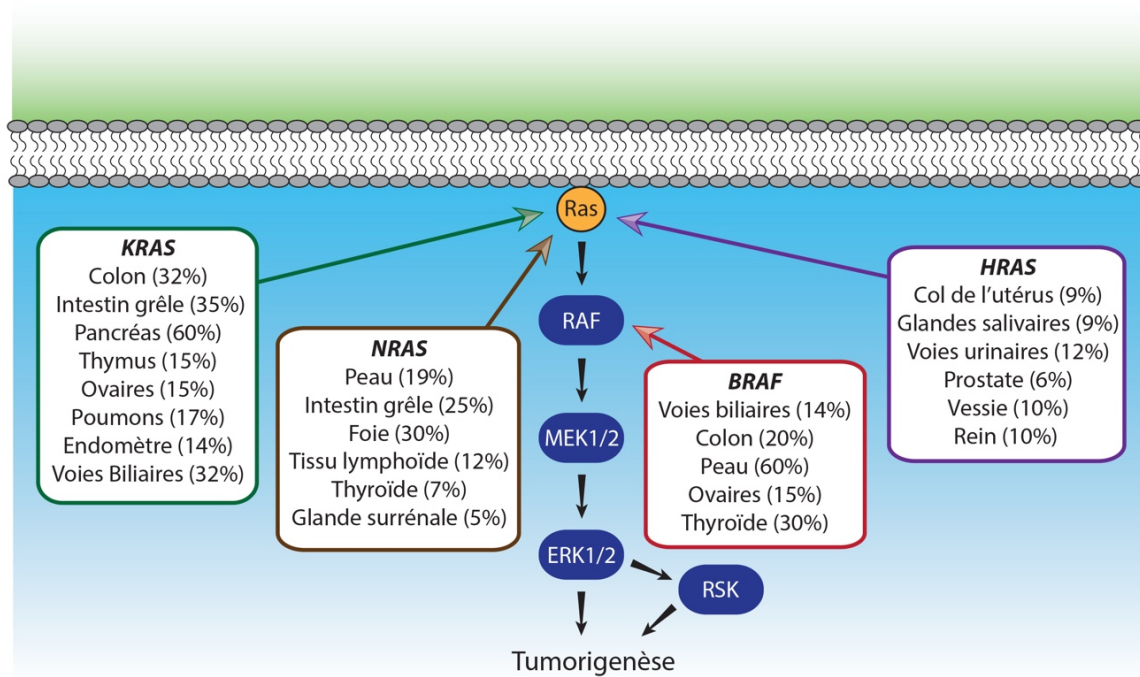 Ras
KRAS
Colon (32%)
Intestin grêle (35%)
Pancréas (60%)
Thymus (15%)
Ovaires (15%)
Poumons (17%)
Endomètre (14%)
Voies Biliaires (32%)
NRAS
Peau (19%)
Intestin grêle (25%)
Foie (30%)
Tissu lymphoïde (12%)
Thyroïde (7%)
Glande surrénale (5%)
RAF
MEK1/2
ERK1/2
RSK
Tumorigenèse
BRAF
Voies biliaires (14%)
Colon (20%)
Peau (60%)
Ovaires (15%)
Thyroïde (30%)
HRAS
Col de l’utérus (9%)
Glandes salivaires (9%)
Voies urinaires (12%)
Prostate (6%)
Vessie (10%)
Rein (10%)